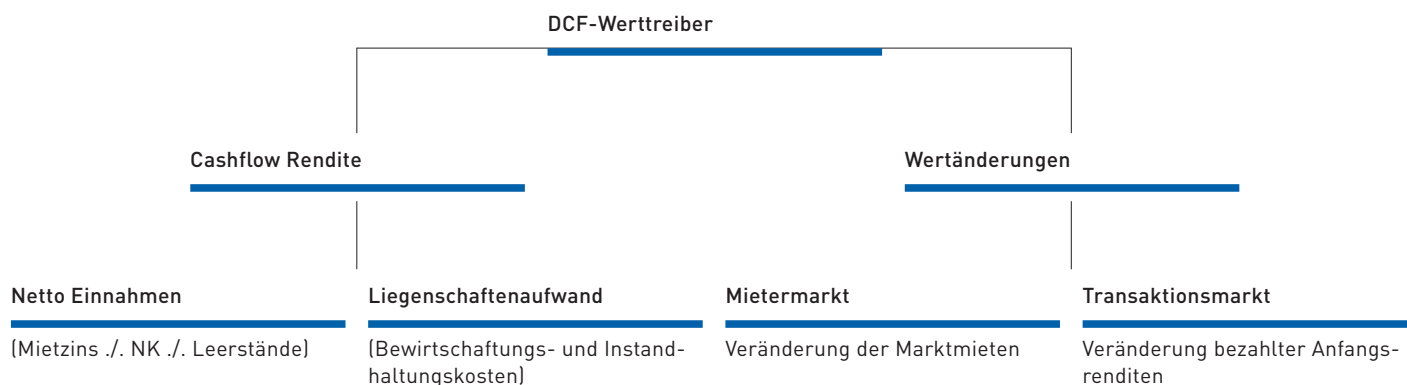 DCF-Werttreiber
Cashflow Rendite
Wertänderungen
Netto Einnahmen
(Mietzins ./. NK ./. Leerstände)
Liegenschaftenaufwand
(Bewirtschaftungs- und Instand-
haltungskosten)
Mietermarkt
Veränderung der Marktmieten
Transaktionsmarkt
Veränderung bezahlter Anfangs-
renditen